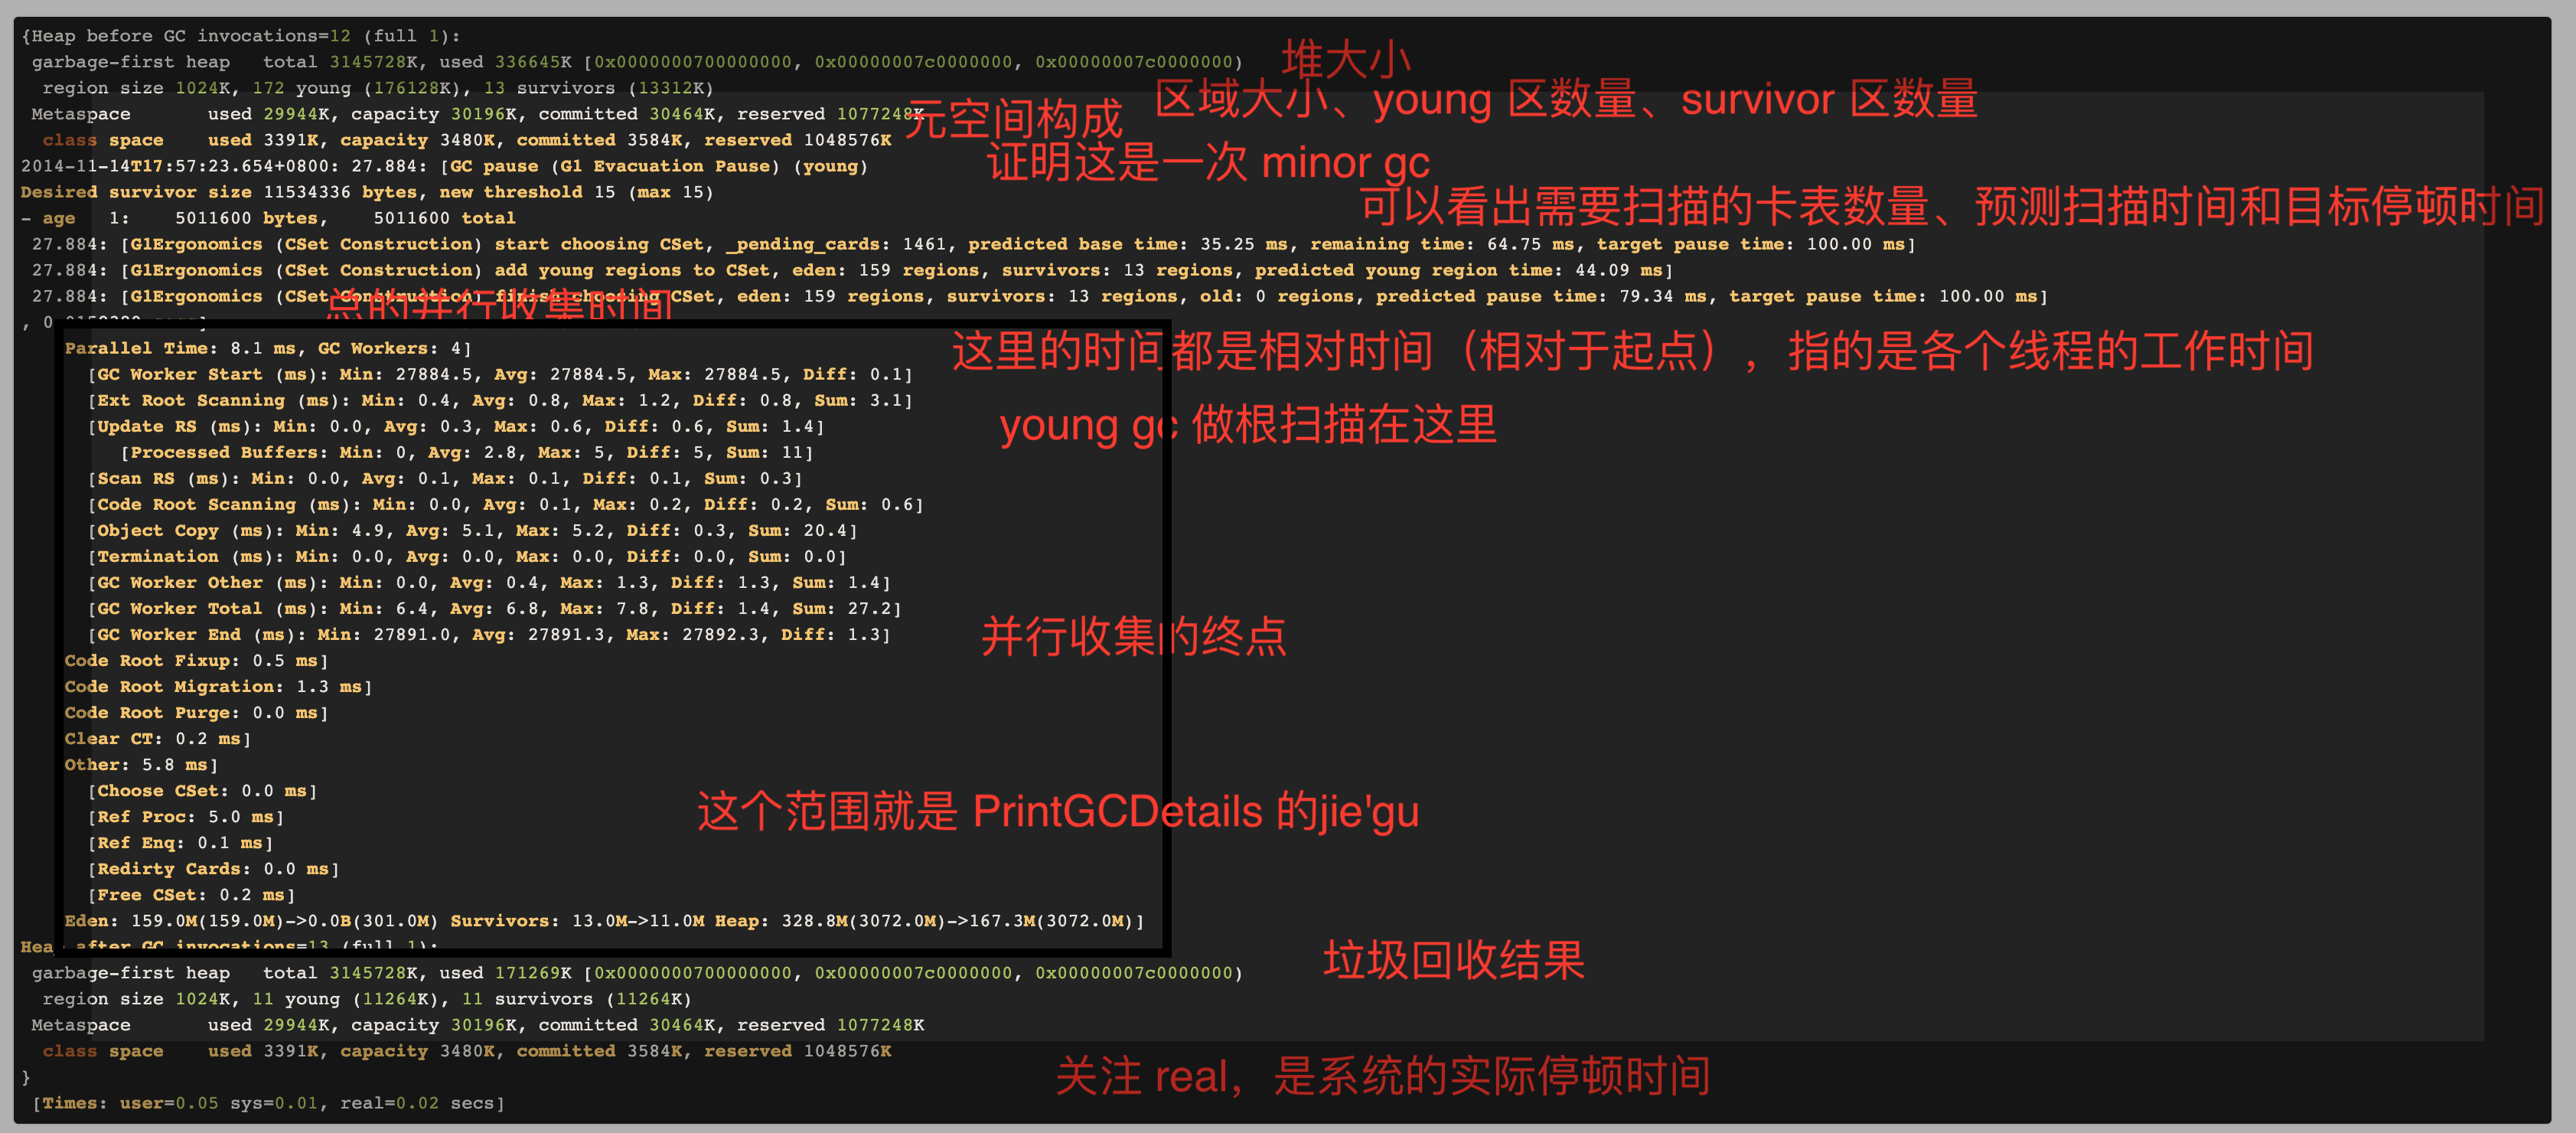 {Heap before GC invocations=12 (full 1):
garbage-first heap   total 3145728K, used 336645K [0x0000000700000000, 0x00000007c0000000, 0x00000007c0000000)
堆大小
region size 1024K, 172 young (176128K), 13 survivors (13312K)
区域大小、young 区数量、survivor 区数量
Metaspace       used 29944K, capacity 30196K, committed 30464K, reserved 1077248K
元空间构成
class space    used 3391K, capacity 3480K, committed 3584K, reserved 1048576K
2014-11-14T17:57:23.654+0800: 27.884: [GC pause (G1 Evacuation Pause) (young)
证明这是一次 minor gc
Desired survivor size 11534336 bytes, new threshold 15 (max 15)
可以看出需要扫描的卡表数量、预测扫描时间和目标停顿时间
- age   1:    5011600 bytes,    5011600 total
27.884: [G1Ergonomics (CSet Construction) start choosing CSet, _pending_cards: 1461, predicted base time: 35.25 ms, remaining time: 64.75 ms, target pause time: 100.00 ms]
27.884: [G1Ergonomics (CSet Construction) add young regions to CSet, eden: 159 regions, survivors: 13 regions, predicted young region time: 44.09 ms]
27.884: [G1Ergonomics (CSet Construction) finish choosing CSet, eden: 159 regions, survivors: 13 regions, old: 0 regions, predicted pause time: 79.34 ms, target pause time: 100.00 ms]
总的并行收集时间
Parallel Time: 8.1 ms, GC Workers: 4]
这里的时间都是相对时间（相对于起点），指的是各个线程的工作时间
[GC Worker Start (ms): Min: 27884.5, Avg: 27884.5, Max: 27884.5, Diff: 0.1]
[Ext Root Scanning (ms): Min: 0.4, Avg: 0.8, Max: 1.2, Diff: 0.8, Sum: 3.1]
[Update RS (ms): Min: 0.0, Avg: 0.3, Max: 0.6, Diff: 0.6, Sum: 1.4]
young gc 做根扫描在这里
[Processed Buffers: Min: 0, Avg: 2.8, Max: 5, Diff: 5, Sum: 11]
[Scan RS (ms): Min: 0.0, Avg: 0.1, Max: 0.1, Diff: 0.1, Sum: 0.3]
[Code Root Scanning (ms): Min: 0.0, Avg: 0.1, Max: 0.2, Diff: 0.2, Sum: 0.6]
[Object Copy (ms): Min: 4.9, Avg: 5.1, Max: 5.2, Diff: 0.3, Sum: 20.4]
[Termination (ms): Min: 0.0, Avg: 0.0, Max: 0.0, Diff: 0.0, Sum: 0.0]
[GC Worker Other (ms): Min: 0.0, Avg: 0.4, Max: 1.3, Diff: 1.3, Sum: 1.4]
[GC Worker Total (ms): Min: 6.4, Avg: 6.8, Max: 7.8, Diff: 1.4, Sum: 27.2]
[GC Worker End (ms): Min: 27891.0, Avg: 27891.3, Max: 27892.3, Diff: 1.3]
并行收集的终点
Code Root Fixup: 0.5 ms]
Code Root Migration: 1.3 ms]
Code Root Purge: 0.0 ms]
Clear CT: 0.2 ms]
Other: 5.8 ms]
[Choose CSet: 0.0 ms]
[Ref Proc: 5.0 ms]
这个范围就是 PrintGCDetails 的jie'gu
[Ref Enq: 0.1 ms]
[Redirty Cards: 0.0 ms]
[Free CSet: 0.2 ms]
Eden: 159.0M(159.0M)->0.0B(301.0M) Survivors: 13.0M->11.0M Heap: 328.8M(3072.0M)->167.3M(3072.0M)]
Heap after GC invocations=13 (full 1):
垃圾回收结果
garbage-first heap   total 3145728K, used 171269K [0x0000000700000000, 0x00000007c0000000, 0x00000007c0000000)
region size 1024K, 11 young (11264K), 11 survivors (11264K)
Metaspace       used 29944K, capacity 30196K, committed 30464K, reserved 1077248K
class space    used 3391K, capacity 3480K, committed 3584K, reserved 1048576K
关注 real，是系统的实际停顿时间
}
[Times: user=0.05 sys=0.01, real=0.02 secs]